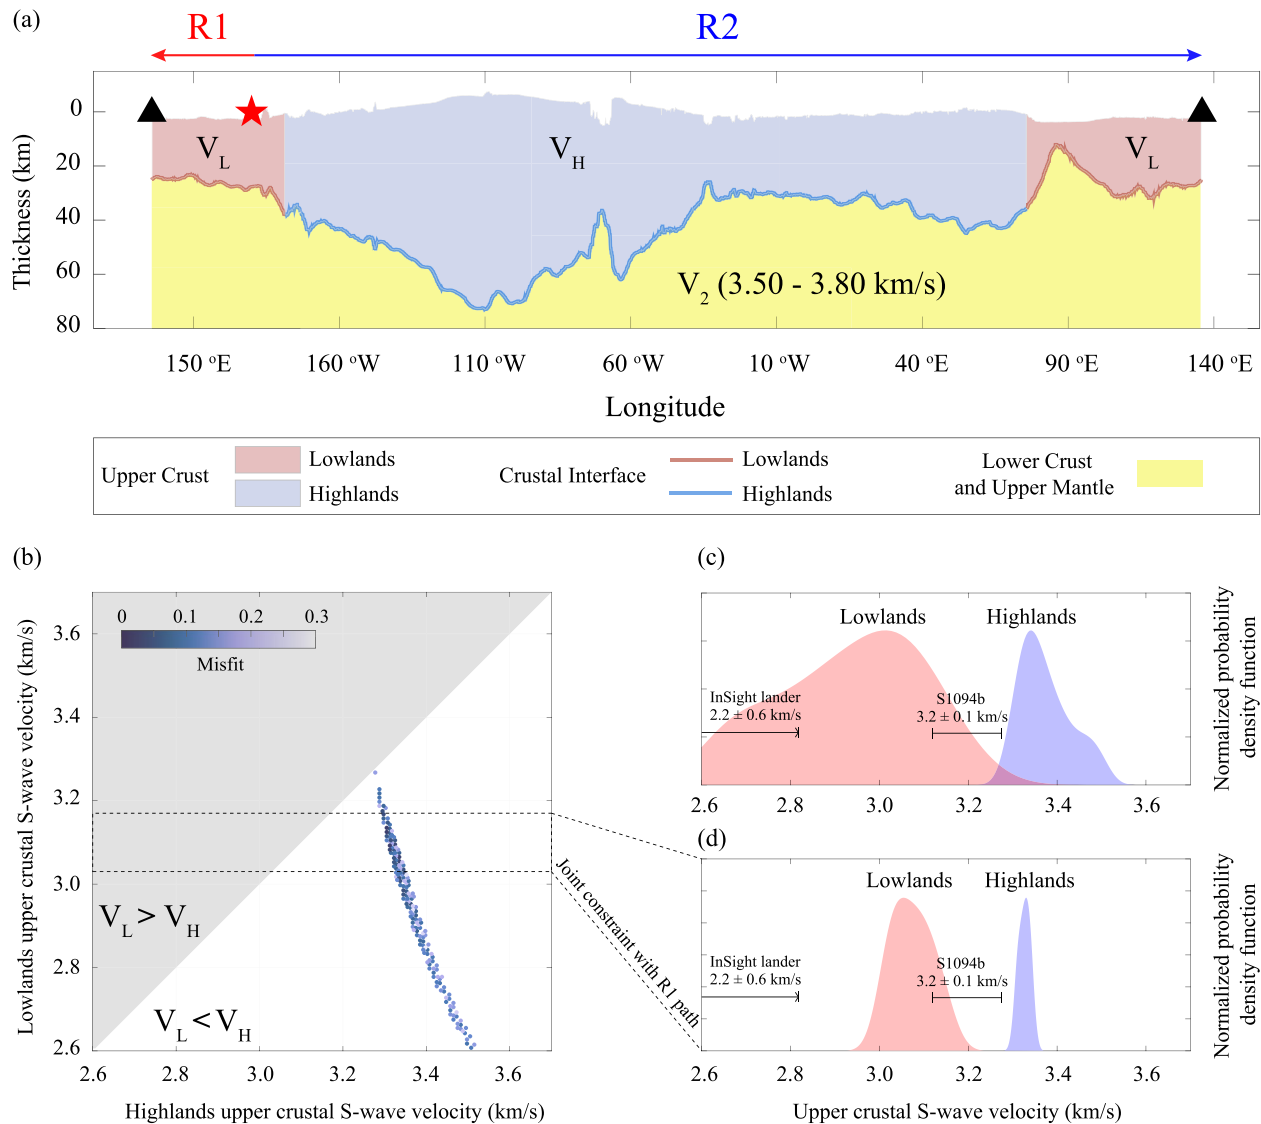 (a)
R1
R2
Thickness (km)
0
20
40
60
80
V_L
V_H
V_L
V_2 (3.50 - 3.80 km/s)
150 °E
160 °W
110 °W
60 °W
10 °W
40 °E
90 °E
140 °E
Longitude
Upper Crust
Lowlands
Highlands
Crustal Interface
Lowlands
Highlands
Lower Crust
and Upper Mantle
(b)
Lowlands upper crustal S-wave velocity (km/s)
0 0.1 0.2 0.3
Misfit
3.6
3.4
3.2
3.0
2.8
2.6
V_L > V_H
V_L < V_H
2.6 2.8 3.0 3.2 3.4 3.6
Highlands upper crustal S-wave velocity (km/s)
Joint constraint with R1 path
(c)
Lowlands
Highlands
InSight lander
2.2 ± 0.6 km/s
S1094b
3.2 ± 0.1 km/s
2.6 2.8 3.0 3.2 3.4 3.6
Normalized probability
density function
(d)
Lowlands
Highlands
InSight lander
2.2 ± 0.6 km/s
S1094b
3.2 ± 0.1 km/s
2.6 2.8 3.0 3.2 3.4 3.6
Upper crustal S-wave velocity (km/s)
Normalized probability
density function